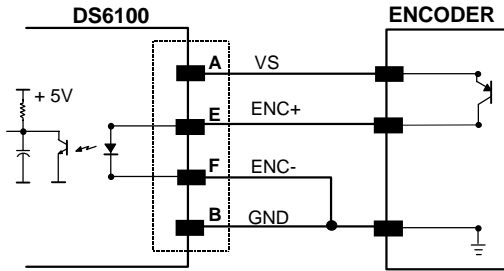 DS6100
ENCODER
A VS
+ 5V
E ENC+
F ENC-
B GND